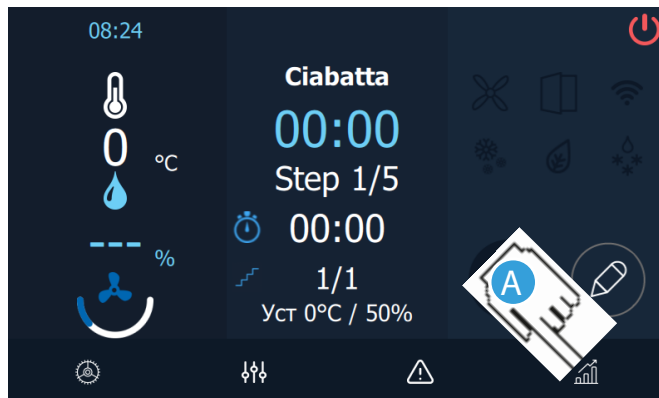 08:24
0 °C
--- %
Ciabatta
00:00
Step 1/5
00:00
1/1
Уст 0°C / 50%
A